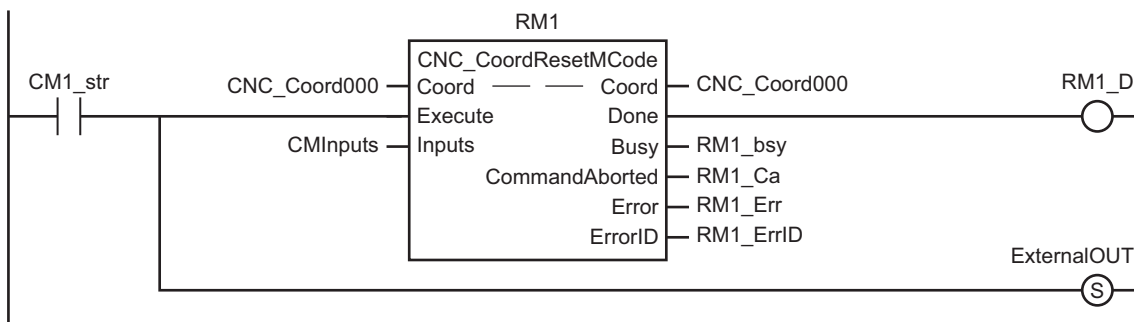 RM1
CNC_CoordResetMCode
CM1_str
CNC_Coord000 Coord Coord CNC_Coord000
RM1_D
Execute Done
CMInputs Inputs Busy RM1_bsy
CommandAborted RM1_Ca
Error RM1_Err
ErrorID RM1_ErrID
ExternalOUT
S